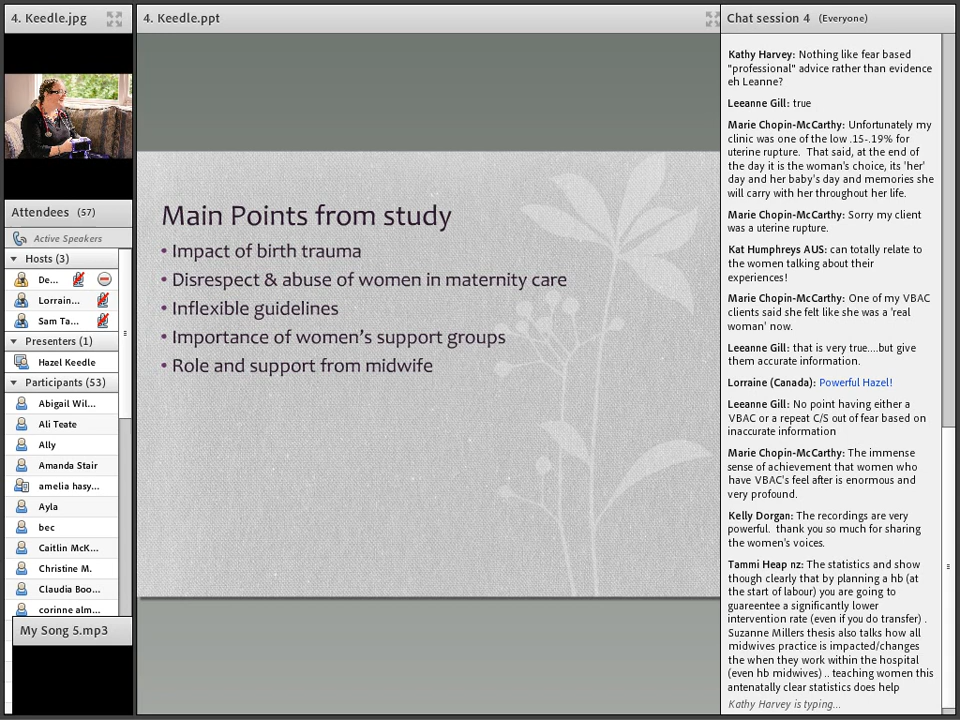 4. Keedle.jpg
Attendees (57)
Active Speakers
Hosts (3)
De...
Lorrain...
Sam Ta...
Presenters (1)
Hazel Keedle
Participants (53)
Abigail Wil...
Ali Teate
Ally
Amanda Stair
amelia hasy...
Ayla
bec
Caitlin McK...
Christine M.
Claudia Boo...
corinne alm...
My Song 5.mp3
4. Keedle.ppt
Main Points from study
• Impact of birth trauma
• Disrespect & abuse of women in maternity care
• Inflexible guidelines
• Importance of women's support groups
• Role and support from midwife
Chat session 4 (Everyone)
Kathy Harvey: Nothing like fear based
"professional" advice rather than evidence
eh Leanne?
Leeanne Gill: true
Marie Chopin-McCarthy: Unfortunately my
clinic was one of the low .15-.19% for
uterine rupture. That said, at the end of
the day it is the woman's choice, its 'her'
day and her baby's day and memories she
will carry with her throughout her life.
Marie Chopin-McCarthy: Sorry my client
was a uterine rupture.
Kat Humphreys AUS: can totally relate to
the women talking about their
experiences!
Marie Chopin-McCarthy: One of my VBAC
clients said she felt like she was a 'real
woman' now.
Leeanne Gill: that is very true....but give
them accurate information.
Lorraine (Canada): Powerful Hazel!
Leeanne Gill: No point having either a
VBAC or a repeat C/S out of fear based on
inaccurate information
Marie Chopin-McCarthy: The immense
sense of achievement that women who
have VBAC's feel after is enormous and
very profound.
Kelly Dorgan: The recordings are very
powerful. thank you so much for sharing
the women's voices.
Tammi Heap nz: The statistics and show
though clearly that by planning a hb (at
the start of labour) you are going to
guareentee a significantly lower
intervention rate (even if you do transfer) .
Suzanne Millers thesis also talks how all
midwives practice is impacted/changes
the when they work within the hospital
(even hb midwives) .. teaching women this
antenatally clear statistics does help
Kathy Harvey is typing...